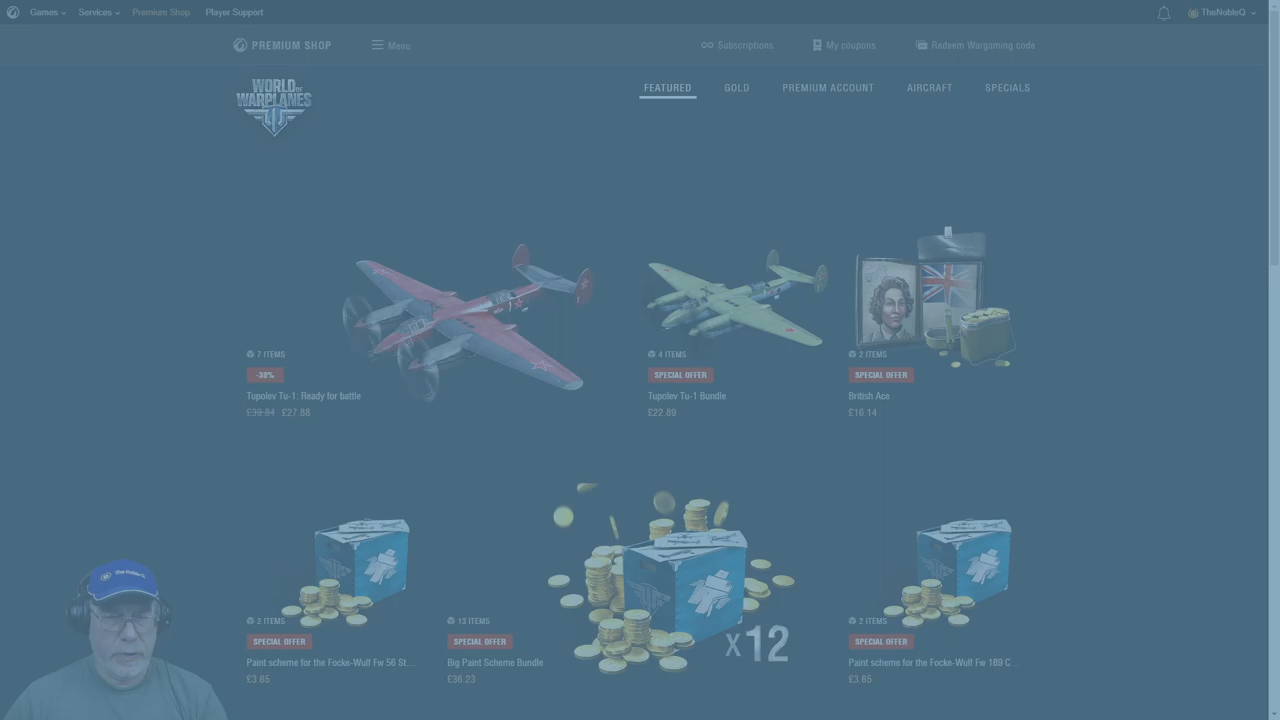 Games
Services
Premium Shop
Player Support
TheNobleQ
PREMIUM SHOP
Menu
Subscriptions
My coupons
Redeem Wargaming code
WORLD OF
WARPLANES
FEATURED
GOLD
PREMIUM ACCOUNT
AIRCRAFT
SPECIALS
7 ITEMS
-30%
Tupolev Tu-1: Ready for battle
£39.84 £27.88
4 ITEMS
SPECIAL OFFER
Tupolev Tu-1 Bundle
£22.89
2 ITEMS
SPECIAL OFFER
British Ace
£16.14
2 ITEMS
SPECIAL OFFER
Paint scheme for the Focke-Wulf Fw 56 St...
£3.65
13 ITEMS
SPECIAL OFFER
Big Paint Scheme Bundle
£36.23
x12
2 ITEMS
SPECIAL OFFER
Paint scheme for the Focke-Wulf Fw 189 C...
£3.65
The Noble Q